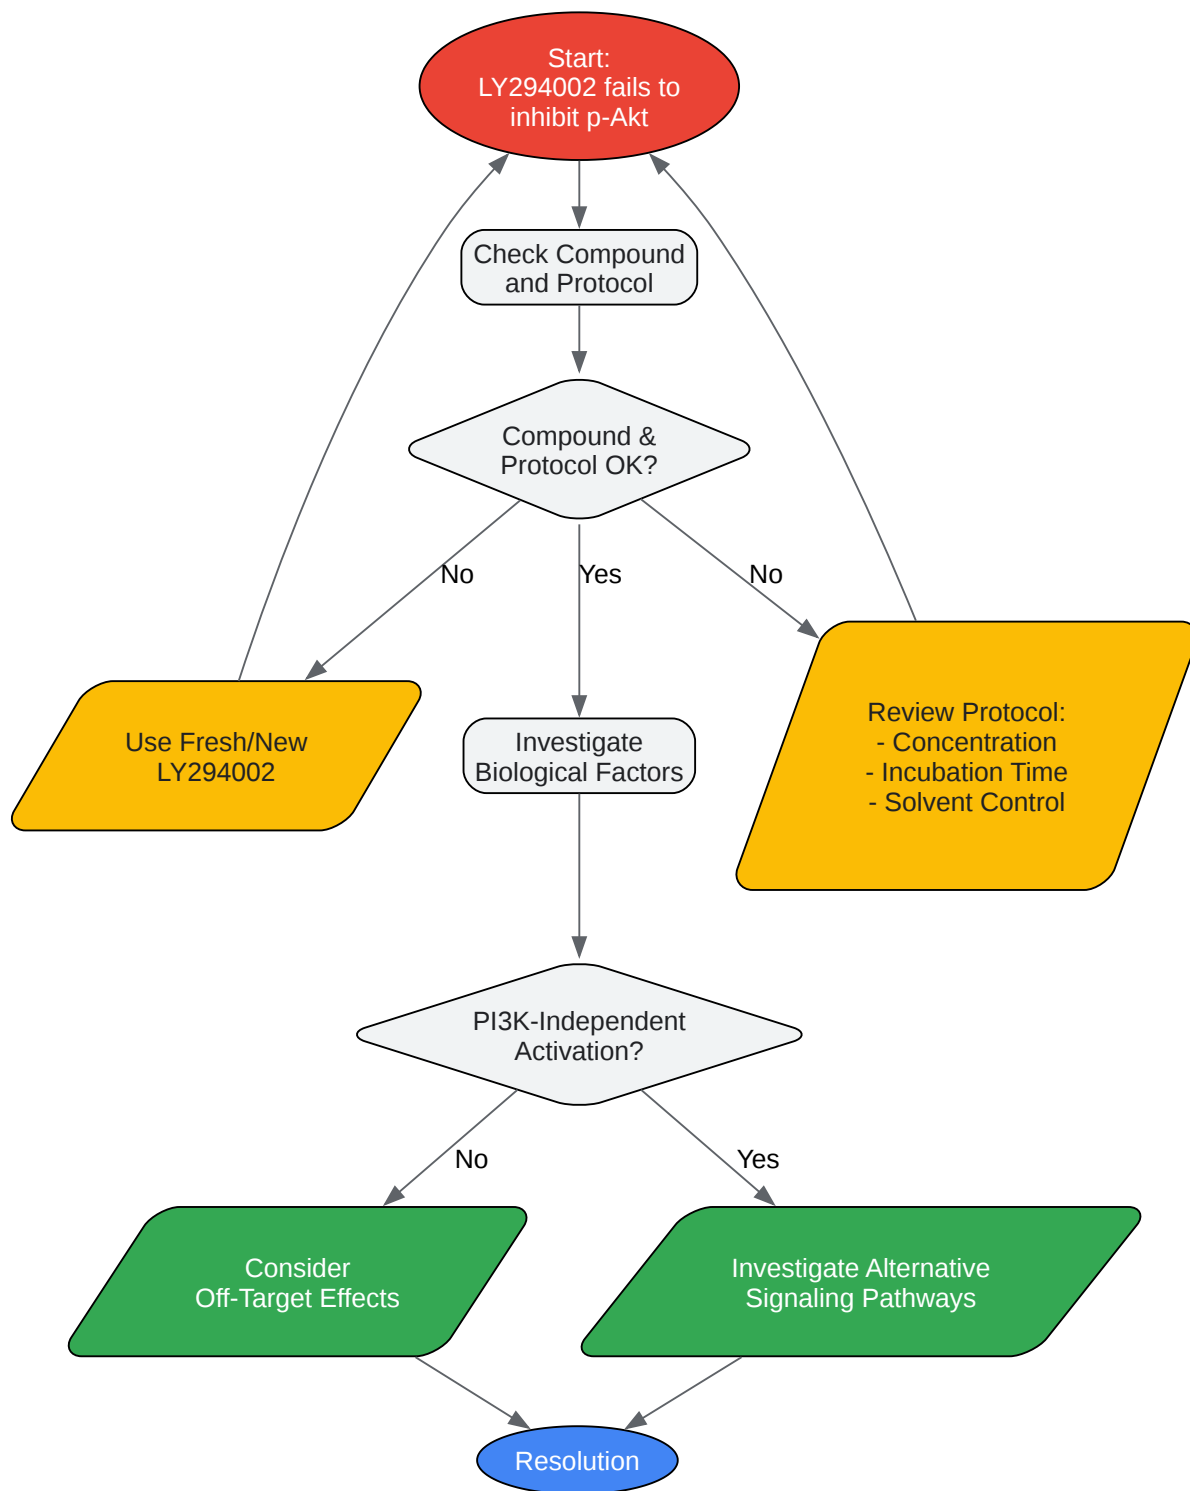 Start:
LY294002 fails to
inhibit p-Akt
Check Compound
and Protocol
Compound &
Protocol OK?
No
Yes
No
Use Fresh/New
LY294002
Investigate
Biological Factors
Review Protocol:
- Concentration
- Incubation Time
- Solvent Control
PI3K-Independent
Activation?
No
Yes
Consider
Off-Target Effects
Investigate Alternative
Signaling Pathways
Resolution